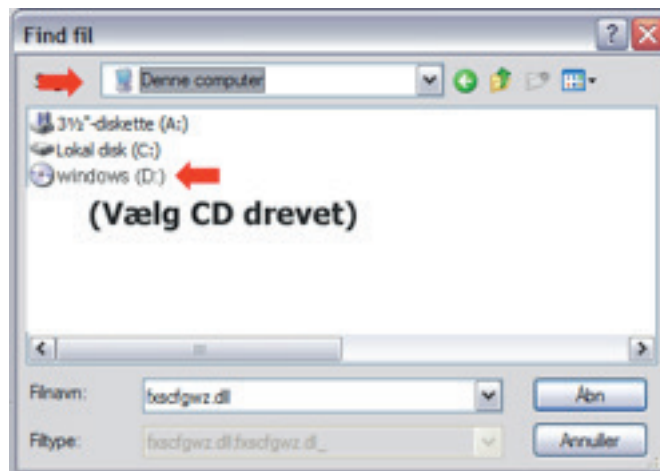 Find fil
Denne computer
3½"-diskette (A:)
Lokal disk (C:)
windows (D:)
(Vælg CD drevet)
Filnavn:
fxscfgwz.dll
Åbn
Filtype:
fxscfgwz.dll;fxscfgwz.dl_
Annuller